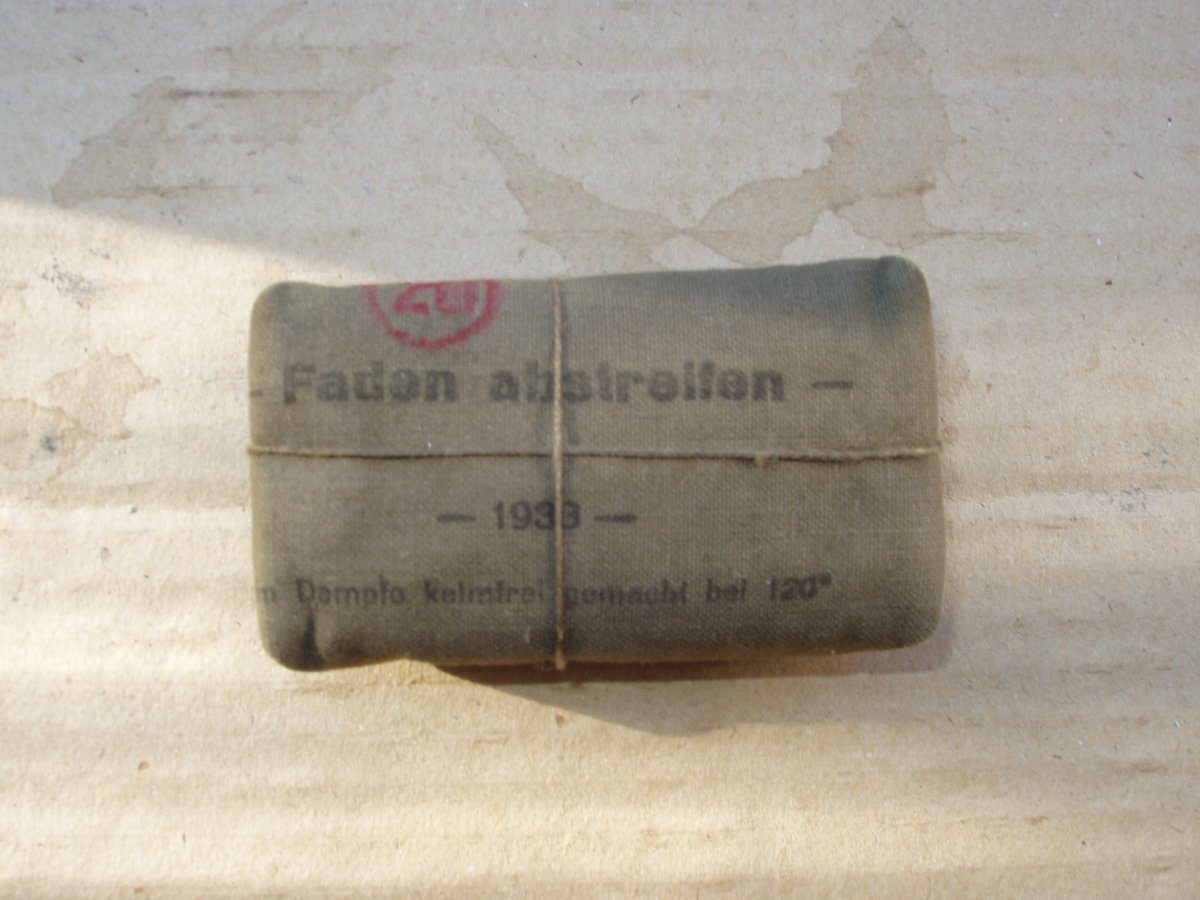 — Faden abstreifen —
Dampfe keimfrei gemacht bei 120°